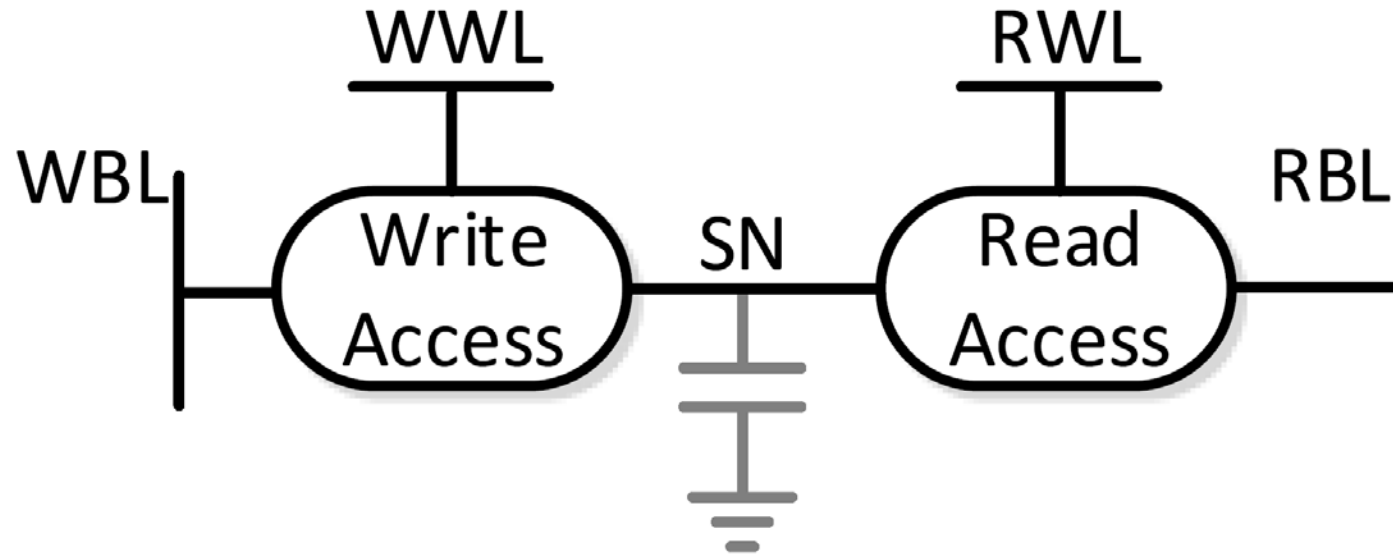 WWL
RWL
WBL
RBL
Write
Access
SN
Read
Access